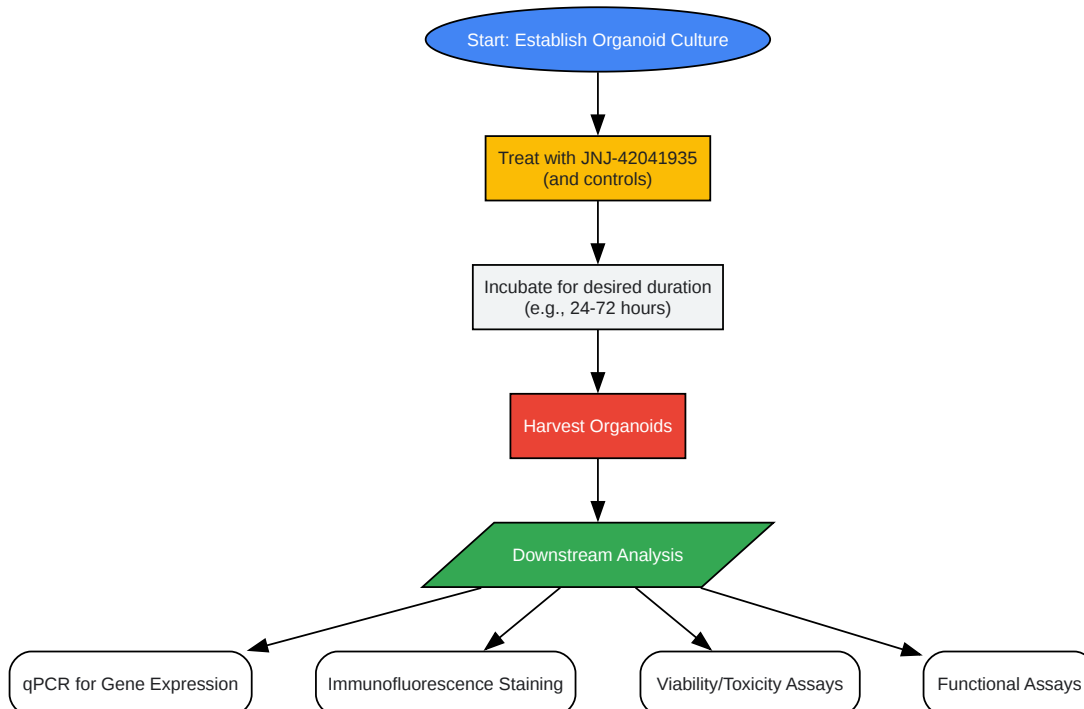 Start: Establish Organoid Culture
Treat with JNJ-42041935
(and controls)
Incubate for desired duration
(e.g., 24-72 hours)
Harvest Organoids
Downstream Analysis
qPCR for Gene Expression
Immunofluorescence Staining
Viability/Toxicity Assays
Functional Assays